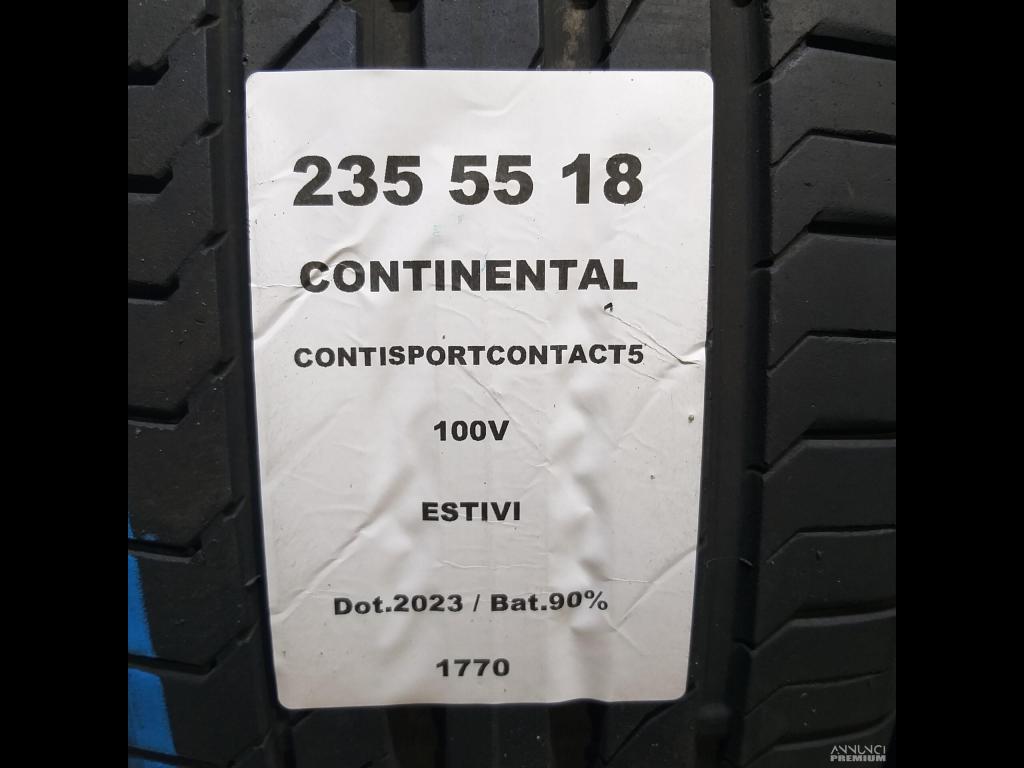 235 55 18
CONTINENTAL
CONTISPORTCONTACT5
100V
ESTIVI
Dot.2023 / Bat.90%
1770
ANNUNCI
PREMIUM